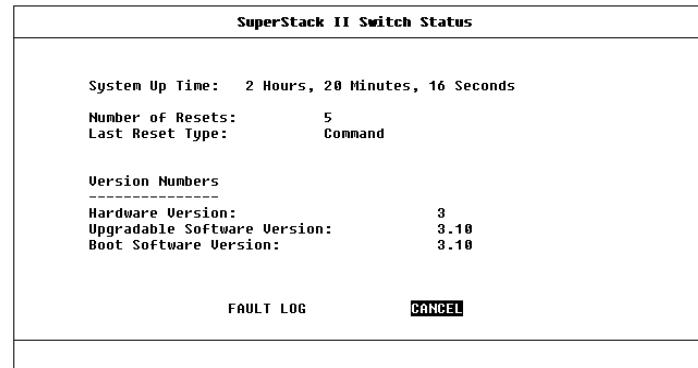 SuperStack II Switch Status
System Up Time: 2 Hours, 20 Minutes, 16 Seconds
Number of Resets: 5
Last Reset Type: Command
Version Numbers
---------------
Hardware Version: 3
Upgradable Software Version: 3.10
Boot Software Version: 3.10
FAULT LOG CANCEL